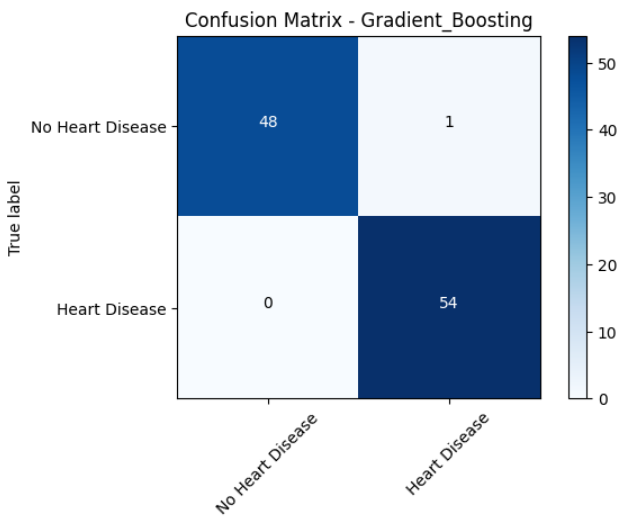 Confusion Matrix - Gradient_Boosting
True label
No Heart Disease
48
1
Heart Disease
0
54
No Heart Disease
Heart Disease
50
40
30
20
10
0